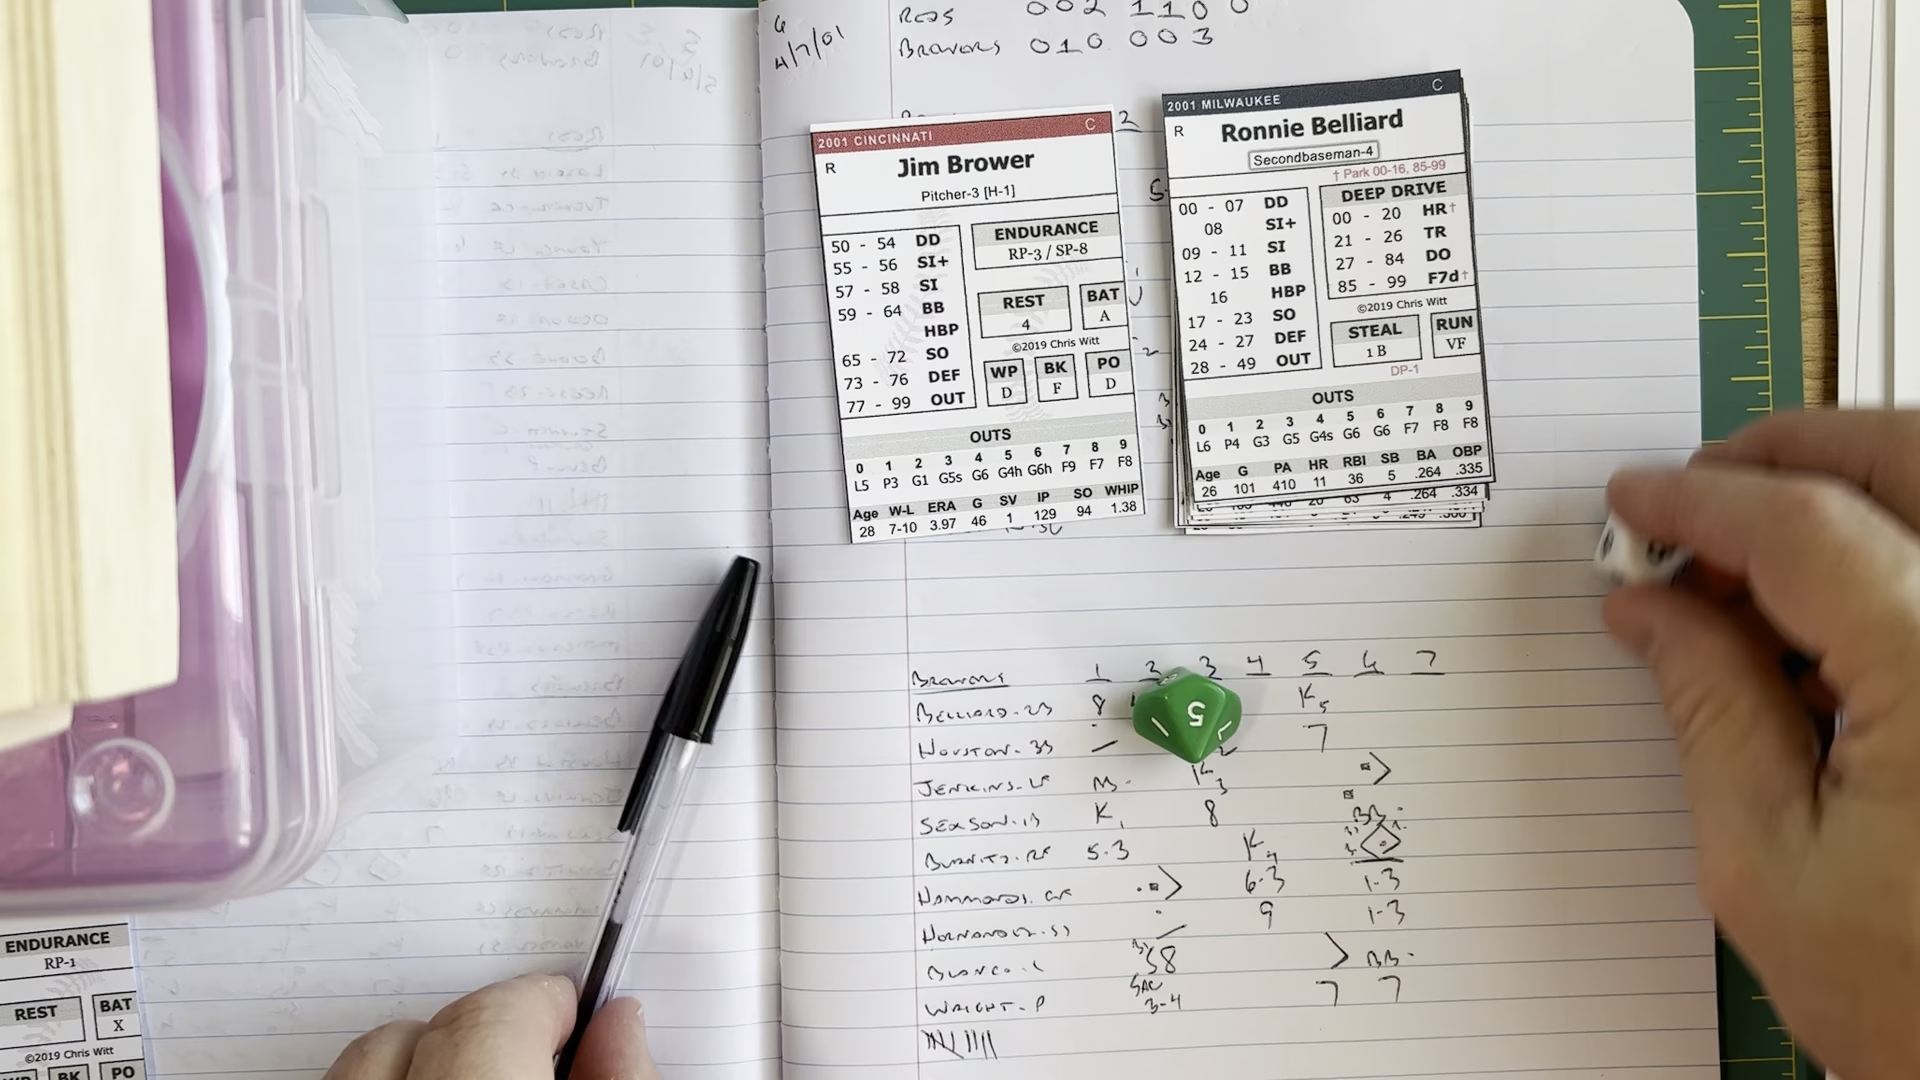 4/7/01
REDS 002 110 0
BREWERS 010 003
2001 CINCINNATI C
R
Jim Brower
Pitcher-3 [H-1]
50 - 54 DD
55 - 56 SI+
57 - 58 SI
59 - 64 BB
HBP
65 - 72 SO
73 - 76 DEF
77 - 99 OUT
ENDURANCE
RP-3 / SP-8
REST
4
BAT
A
©2019 Chris Witt
WP BK PO
D F D
OUTS
0 1 2 3 4 5 6 7 8 9
L5 P3 G1 G5s G6 G4h G6h F9 F7 F8
Age W-L ERA G SV IP SO WHIP
28 7-10 3.97 46 1 129 94 1.38
2001 MILWAUKEE C
R
Ronnie Belliard
Secondbaseman-4
† Park 00-16, 85-99
00 - 07 DD
08 SI+
09 - 11 SI
12 - 15 BB
16 HBP
17 - 23 SO
24 - 27 DEF
28 - 49 OUT
DEEP DRIVE
00 - 20 HR†
21 - 26 TR
27 - 84 DO
85 - 99 F7d†
©2019 Chris Witt
STEAL
1 B
RUN
VF
DP-1
OUTS
0 1 2 3 4 5 6 7 8 9
L6 P4 G3 G5 G4s G6 G6 F7 F8 F8
Age G PA HR RBI SB BA OBP
26 101 410 11 36 5 .264 .335
.264 .334
BREWERS 1 2 3 4 5 6 7
BELLIARD-2B 8 K5
HOUSTON-3B 7
JENKINS-LF K3
SEXSON-1B K1 8
BURNITZ-RF 5-3 K4
HAMMONDS-CF 6-3 1-3
HERNANDEZ-SS 9 1-3
BLANCO-C 58 BB
WRIGHT-P SAC 3-4 7 7
5
ENDURANCE
RP-1
REST
BAT
X
©2019 Chris Witt
BK PO